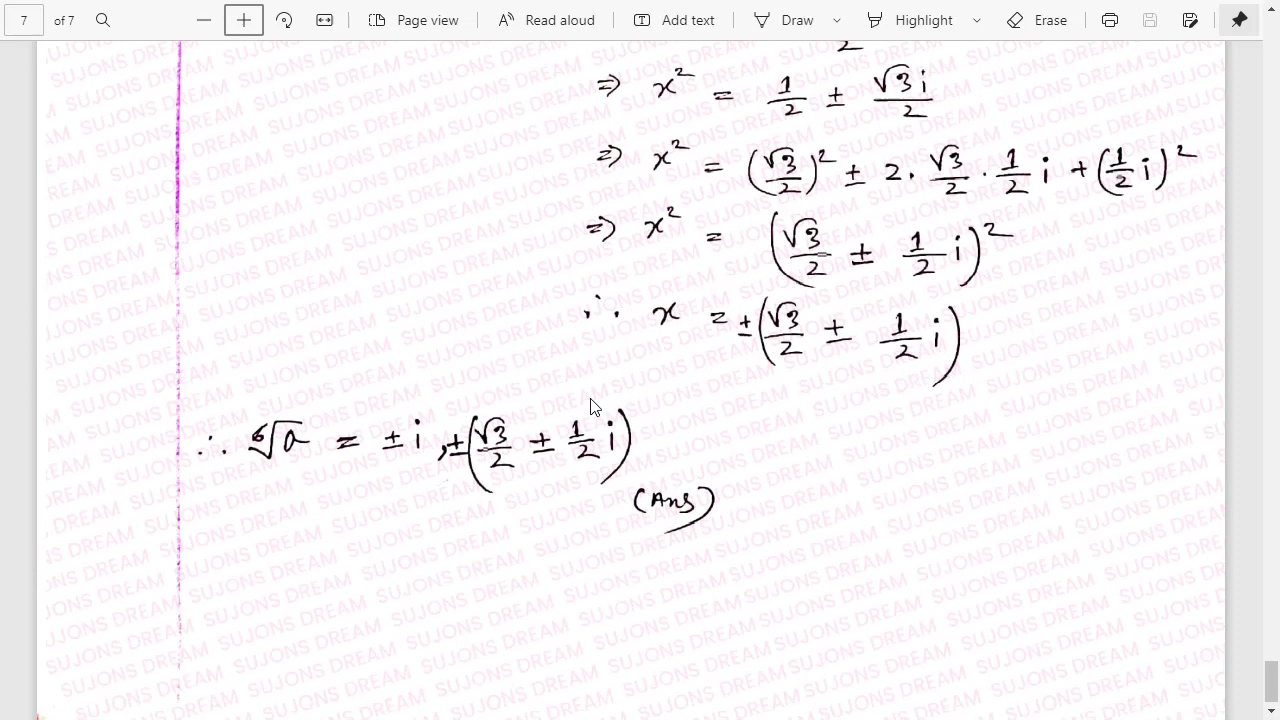 7 of 7 Page view Read aloud Add text Draw Highlight Erase
2
⇒ x² = 1/2 ± √3i/2
⇒ x² = (√3/2)² ± 2 · √3/2 · 1/2 i + (1/2 i)²
⇒ x² = (√3/2 ± 1/2 i)²
∴ x = ±(√3/2 ± 1/2 i)
∴ ⁶√a = ± i , ±(√3/2 ± 1/2 i)
(Ans)
SUJONS DREAM